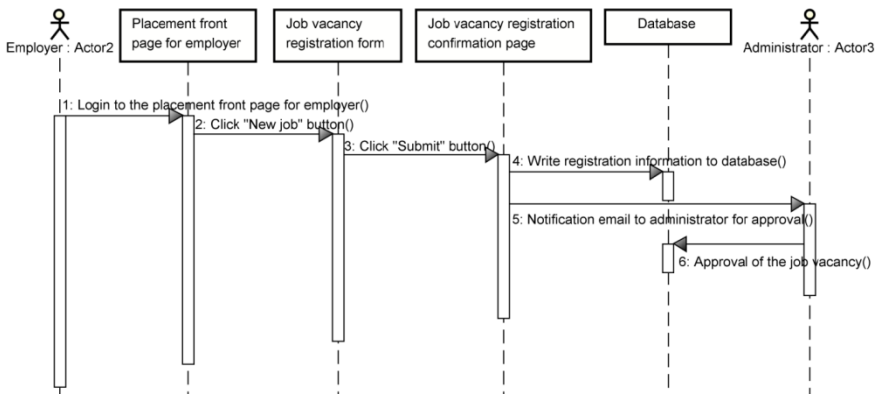 Employer : Actor2
Placement front
page for employer
Job vacancy
registration form
Job vacancy registration
confirmation page
Database
Administrator : Actor3
1: Login to the placement front page for employer()
2: Click "New job" button()
3: Click "Submit" button()
4: Write registration information to database()
5: Notification email to administrator for approval()
6: Approval of the job vacancy()